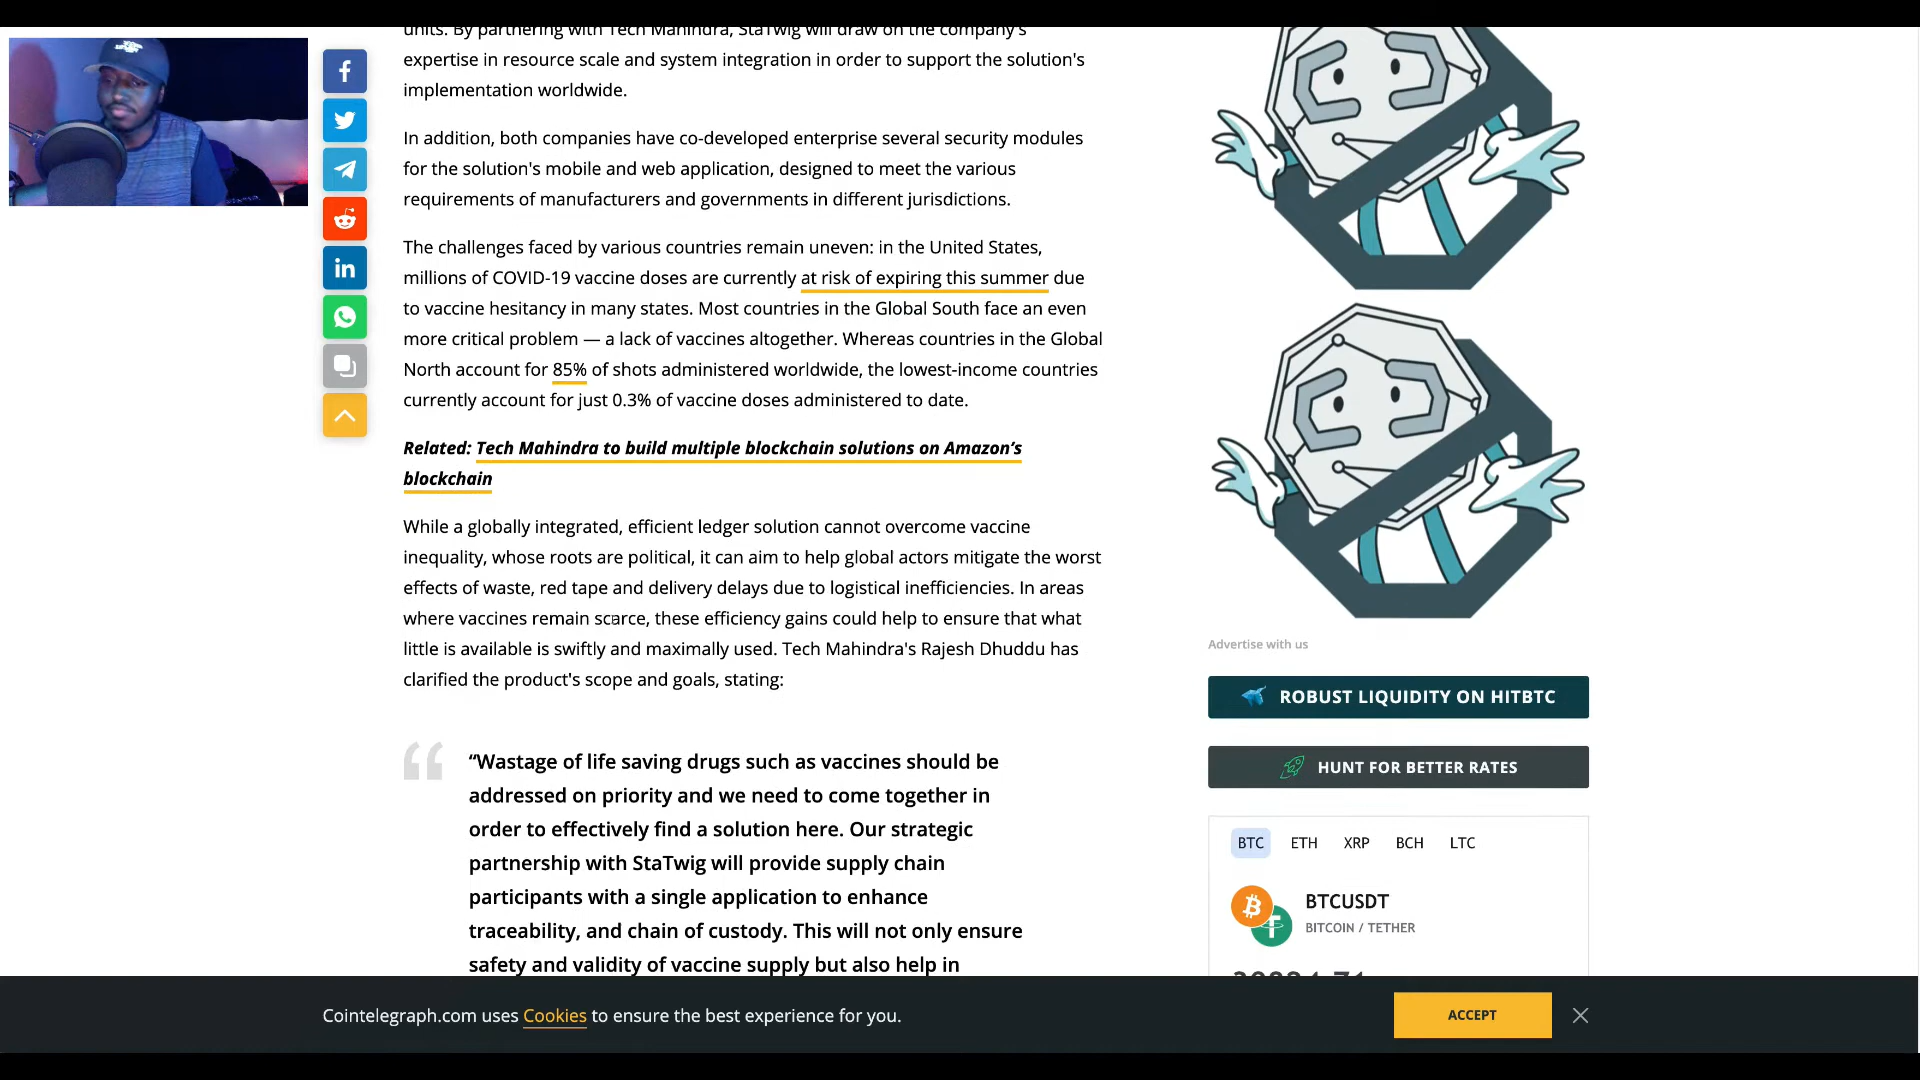 units. By partnering with Tech Mahindra, StaTwig will draw on the company's
expertise in resource scale and system integration in order to support the solution's
implementation worldwide.
In addition, both companies have co-developed enterprise several security modules
for the solution's mobile and web application, designed to meet the various
requirements of manufacturers and governments in different jurisdictions.
The challenges faced by various countries remain uneven: in the United States,
millions of COVID-19 vaccine doses are currently at risk of expiring this summer due
to vaccine hesitancy in many states. Most countries in the Global South face an even
more critical problem — a lack of vaccines altogether. Whereas countries in the Global
North account for 85% of shots administered worldwide, the lowest-income countries
currently account for just 0.3% of vaccine doses administered to date.
Related: Tech Mahindra to build multiple blockchain solutions on Amazon’s
blockchain
While a globally integrated, efficient ledger solution cannot overcome vaccine
inequality, whose roots are political, it can aim to help global actors mitigate the worst
effects of waste, red tape and delivery delays due to logistical inefficiencies. In areas
where vaccines remain scarce, these efficiency gains could help to ensure that what
little is available is swiftly and maximally used. Tech Mahindra's Rajesh Dhuddu has
clarified the product's scope and goals, stating:
“Wastage of life saving drugs such as vaccines should be
addressed on priority and we need to come together in
order to effectively find a solution here. Our strategic
partnership with StaTwig will provide supply chain
participants with a single application to enhance
traceability, and chain of custody. This will not only ensure
safety and validity of vaccine supply but also help in
Advertise with us
ROBUST LIQUIDITY ON HITBTC
HUNT FOR BETTER RATES
BTC ETH XRP BCH LTC
BTCUSDT
BITCOIN / TETHER
Cointelegraph.com uses Cookies to ensure the best experience for you.
ACCEPT